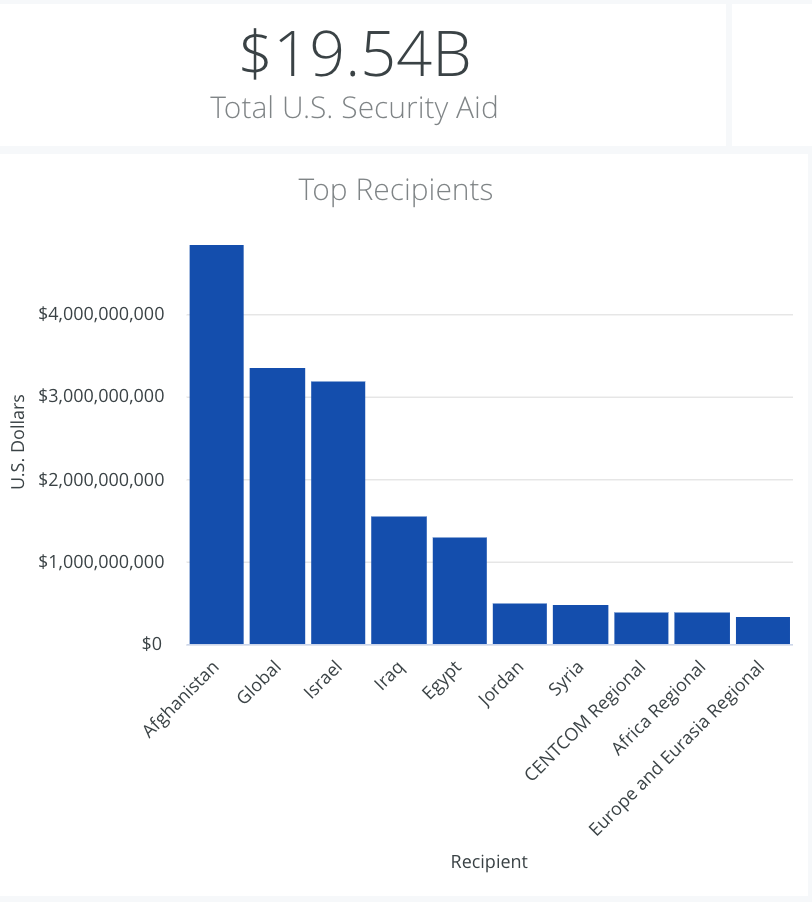 $19.54B
Total U.S. Security Aid
Top Recipients
$4,000,000,000
$3,000,000,000
$2,000,000,000
$1,000,000,000
$0
U.S. Dollars
Afghanistan
Global
Israel
Iraq
Egypt
Jordan
Syria
CENTCOM Regional
Africa Regional
Europe and Eurasia Regional
Recipient